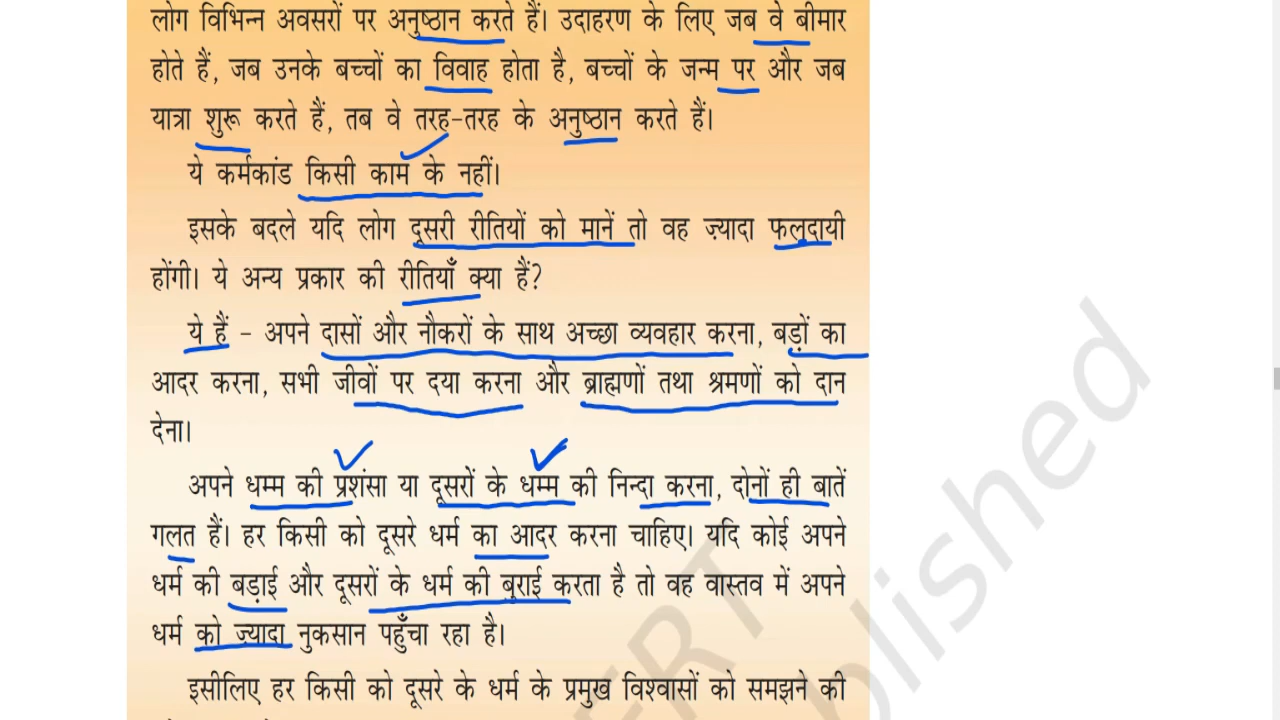 लोग विभिन्न अवसरों पर अनुष्ठान करते हैं। उदाहरण के लिए जब वे बीमार
होते हैं, जब उनके बच्चों का विवाह होता है, बच्चों के जन्म पर और जब
यात्रा शुरू करते हैं, तब वे तरह-तरह के अनुष्ठान करते हैं।
ये कर्मकांड किसी काम के नहीं।
इसके बदले यदि लोग दूसरी रीतियों को मानें तो वह ज़्यादा फलदायी
होंगी। ये अन्य प्रकार की रीतियाँ क्या हैं?
ये हैं - अपने दासों और नौकरों के साथ अच्छा व्यवहार करना, बड़ों का
आदर करना, सभी जीवों पर दया करना और ब्राह्मणों तथा श्रमणों को दान
देना।
अपने धम्म की प्रशंसा या दूसरों के धम्म की निन्दा करना, दोनों ही बातें
गलत हैं। हर किसी को दूसरे धर्म का आदर करना चाहिए। यदि कोई अपने
धर्म की बड़ाई और दूसरों के धर्म की बुराई करता है तो वह वास्तव में अपने
धर्म को ज़्यादा नुकसान पहुँचा रहा है।
इसीलिए हर किसी को दूसरे के धर्म के प्रमुख विश्वासों को समझने की